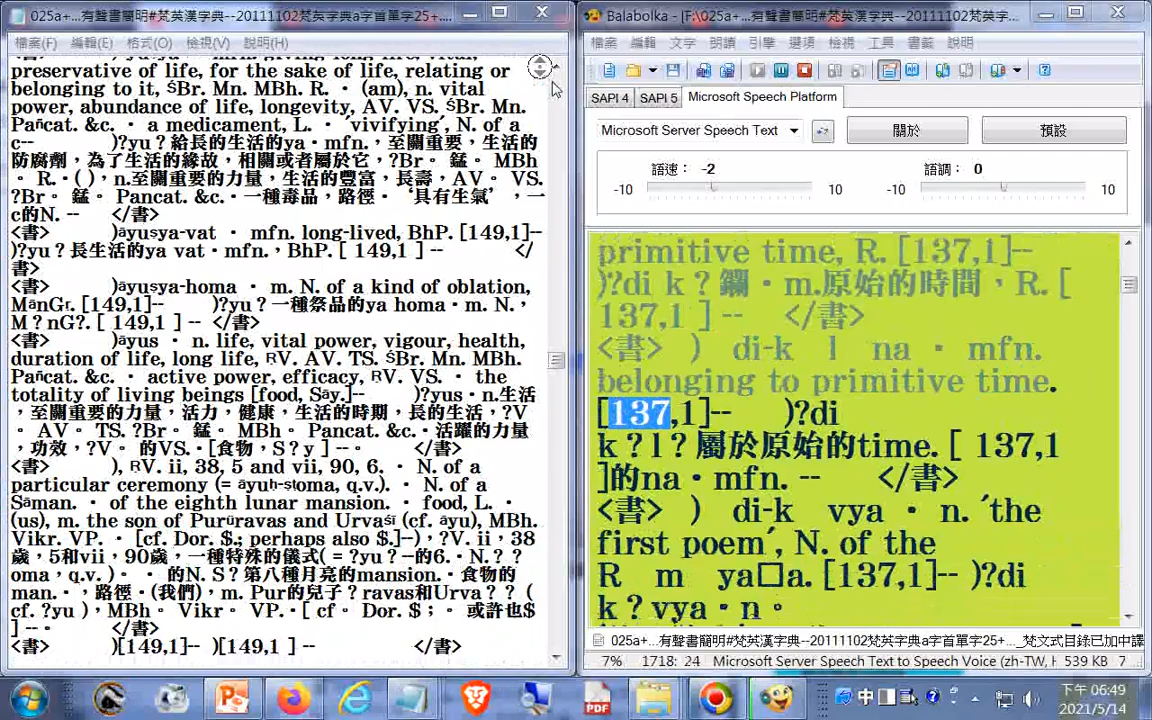 有聲書簡明#梵英漢字典--20111102梵英字典a字首單字25+...
檔案(F) 編輯(E) 格式(O) 檢視(V) 說明(H)
preservative of life, for the sake of life, relating or
belonging to it, ŚBr. Mn. MBh. R. · (am), n. vital
power, abundance of life, longevity, AV. VS. ŚBr. Mn.
Pañcat. &c. · a medicament, L. · 'vivifying', N. of a
c-- )?yu？給長的生活的ya·mfn.，至關重要，生活的
防腐劑，為了生活的緣故，相關或者屬於它，?Br。錳。 MBh
。 R.·( )，n.至關重要的力量，生活的豐富，長壽，AV。 VS.
?Br。錳。 Pancat. &c.·一種毒品，路徑。‘具有生氣’，一
c的N. -- </書>
<書> )āyuṣya-vat · mfn. long-lived, BhP. [149,1]--
)?yu？長生活的ya vat·mfn.，BhP. [ 149,1 ] -- </
書>
<書> )āyuṣya-homa · m. N. of a kind of oblation,
MānGṛ. [149,1]-- )?yu？一種祭品的ya homa·m. N.，
M？nG?. [ 149,1 ] -- </書>
<書> )āyus · n. life, vital power, vigour, health,
duration of life, long life, RV. AV. TS. ŚBr. Mn. MBh.
Pañcat. &c. · active power, efficacy, RV. VS. · the
totality of living beings [food, Sāy.]- )?yus·n.生活
，至關重要的力量，活力，健康，生活的時期，長的生活，?V
。 AV。 TS. ?Br。錳。 MBh。 Pancat. &c.·活躍的力量
，功效，?V。 的VS.·[食物，S？y ] -- </書>
<書> ), RV. ii, 38, 5 and vii, 90, 6. · N. of a
particular ceremony (= āyuḥ-ṣṭoma, q.v.). · N. of a
Sāman. · of the eighth lunar mansion. · food, L. ·
(us), m. the son of Purūravas and Urvaśī (cf. āyu), MBh.
Vikr. VP. · [cf. Dor. $.; perhaps also $.]--)，?V. ii，38
歲，5和vii，90歲，一種特殊的儀式( = ?yu？一的6.·N.？?
oma，q.v. )。· 的N. S？第八種月亮的mansion.·食物的
man.·，路徑·(我們)，m. Pur的兒子？ravas和Urva？？(
cf. ?yu )，MBh。 Vikr。 VP.·[ cf。 Dor. $；。 或許也$
] --。 </書>
<書> )[149,1]-- )[149,1 ] -- </書>
Balabolka - [F:\025a+...有聲書簡明#梵英漢字典--20111102梵英字...
檔案 編輯 文字 朗讀 引擎 選項 檢視 工具 書籤 說明
SAPI 4 SAPI 5 Microsoft Speech Platform
Microsoft Server Speech Text 關於 預設
語速： -2 語調： 0
-10 10 -10 10
primitive time, R. [137,1]--
)?di k？鑭·m.原始的時間，R. [
137,1 ] -- </書>
<書> ) di-k l na · mfn.
belonging to primitive time.
[137,1]-- )?di
k？l？屬於原始的time. [ 137,1
]的na·mfn. -- </書>
<書> ) di-k vya · n. 'the
first poem', N. of the
R m ya□a. [137,1]-- )?di
k？vya·n。
025a+...有聲書簡明#梵英漢字典--20111102梵英字典a字首單字25+..._梵文式目錄已加中譯
7% 1718: 24 Microsoft Server Speech Text to Speech Voice (zh-TW, H 539 KB 7
PDF 中 下午 06:49
2021/5/14